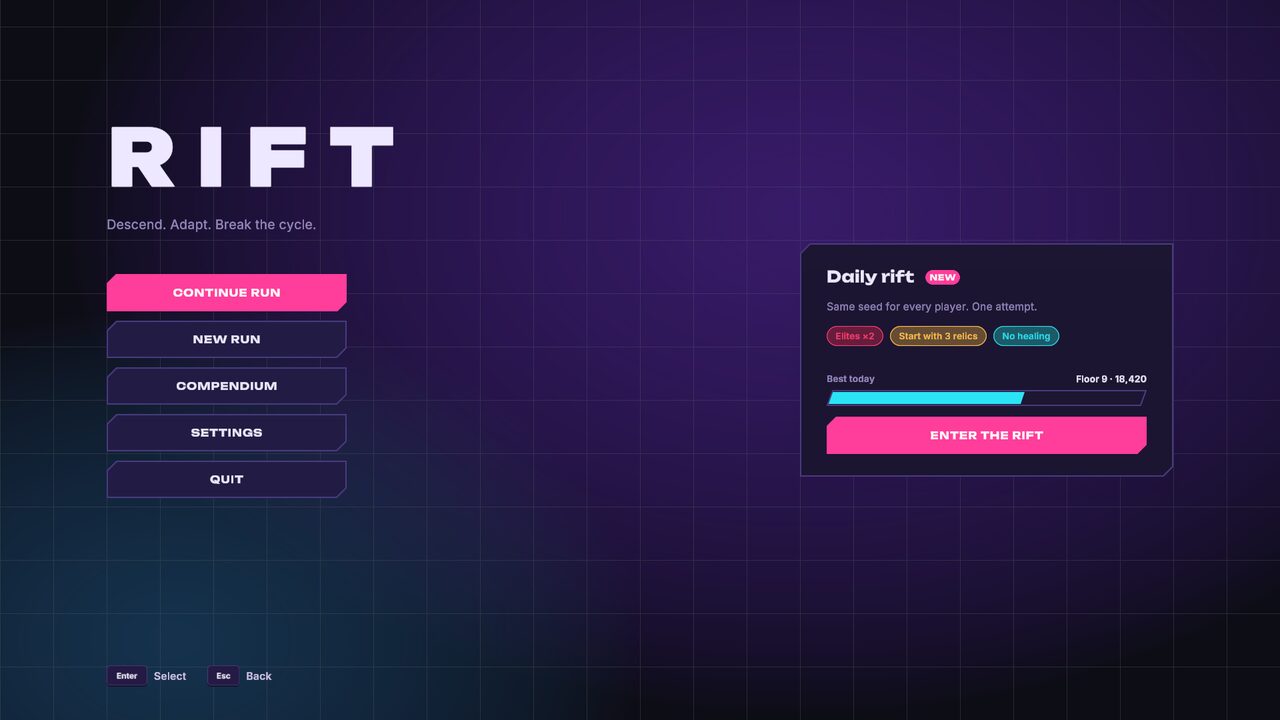 RIFT
Descend. Adapt. Break the cycle.
CONTINUE RUN
NEW RUN
COMPENDIUM
SETTINGS
QUIT
Daily rift NEW
Same seed for every player. One attempt.
Elites ×2 Start with 3 relics No healing
Best today Floor 9 · 18,420
ENTER THE RIFT
Enter Select Esc Back